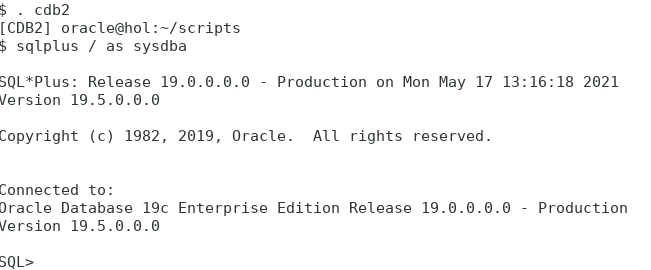 $ . cdb2
[CDB2] oracle@hol:~/scripts
$ sqlplus / as sysdba
SQL*Plus: Release 19.0.0.0.0 - Production on Mon May 17 13:16:18 2021
Version 19.5.0.0.0
Copyright (c) 1982, 2019, Oracle.  All rights reserved.
Connected to:
Oracle Database 19c Enterprise Edition Release 19.0.0.0.0 - Production
Version 19.5.0.0.0
SQL>